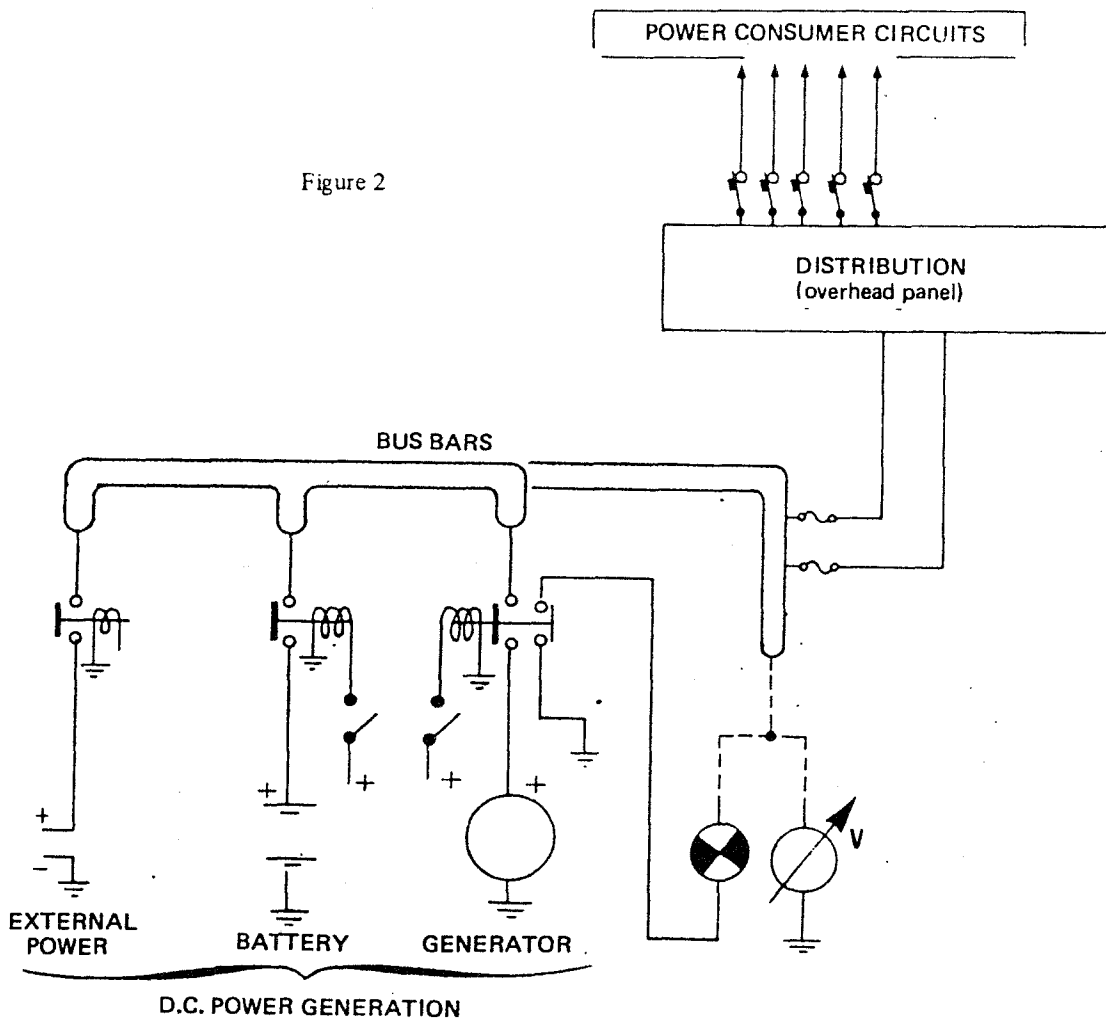 POWER CONSUMER CIRCUITS
Figure 2
DISTRIBUTION
(overhead panel)
BUS BARS
+
+
+
+
+
-
V
EXTERNAL
POWER
BATTERY
GENERATOR
D.C. POWER GENERATION